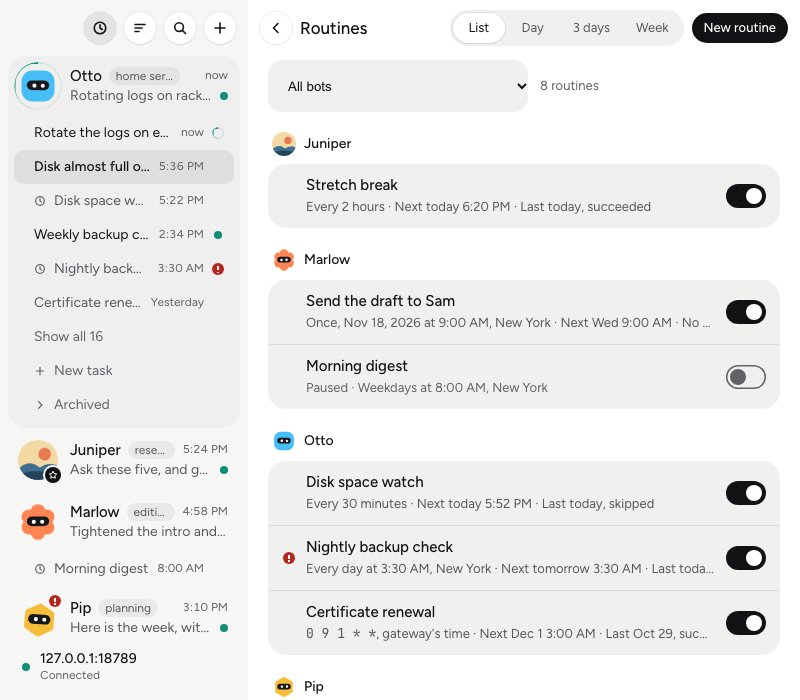 Otto home ser... now
Rotating logs on rack...
Rotate the logs on e... now
Disk almost full o... 5:36 PM
Disk space w... 5:22 PM
Weekly backup c... 2:34 PM
Nightly back... 3:30 AM
Certificate rene... Yesterday
Show all 16
New task
Archived
Juniper rese... 5:24 PM
Ask these five, and g...
Marlow editi... 4:58 PM
Tightened the intro and...
Morning digest 8:00 AM
Pip planning 3:10 PM
Here is the week, wit...
127.0.0.1:18789
Connected
Routines
List Day 3 days Week
New routine
All bots
8 routines
Juniper
Stretch break
Every 2 hours · Next today 6:20 PM · Last today, succeeded
Marlow
Send the draft to Sam
Once, Nov 18, 2026 at 9:00 AM, New York · Next Wed 9:00 AM · No ...
Morning digest
Paused · Weekdays at 8:00 AM, New York
Otto
Disk space watch
Every 30 minutes · Next today 5:52 PM · Last today, skipped
Nightly backup check
Every day at 3:30 AM, New York · Next tomorrow 3:30 AM · Last toda...
Certificate renewal
0 9 1 * *, gateway's time · Next Dec 1 3:00 AM · Last Oct 29, suc...
Pip